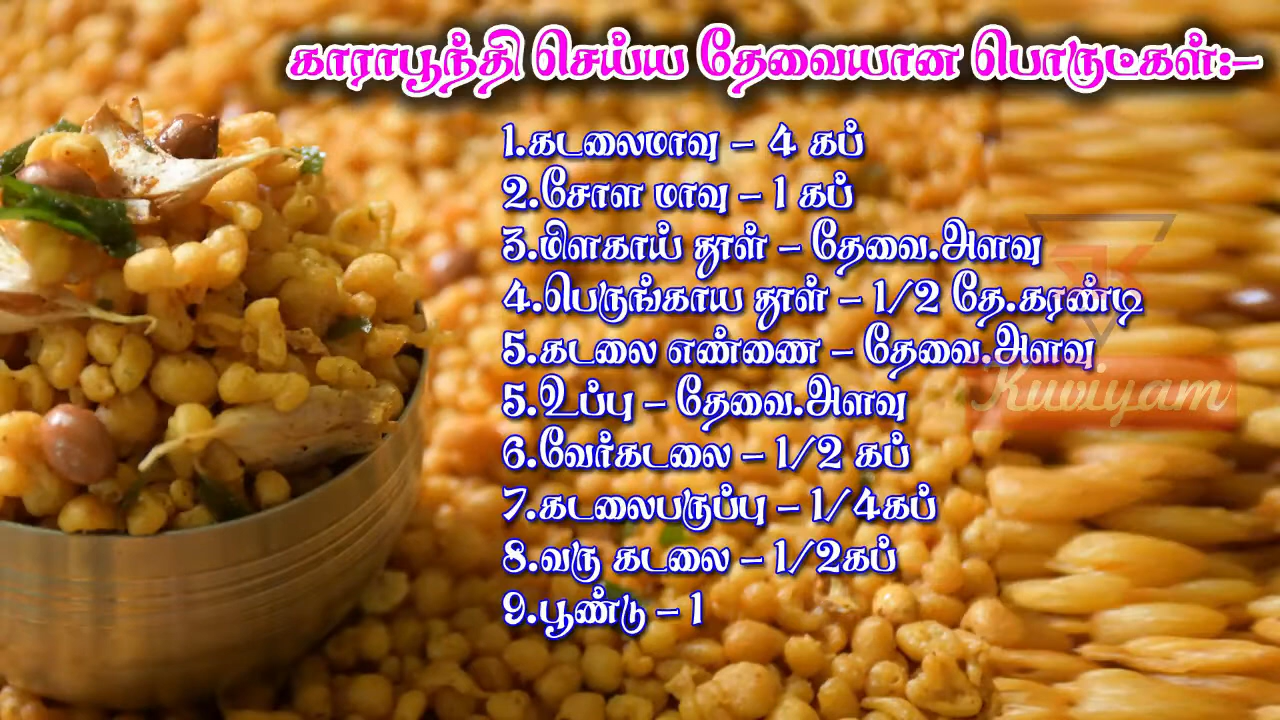 காராபூந்தி செய்ய தேவையான பொருட்கள்:-
1.கடலைமாவு - 4 கப்
2.சோள மாவு - 1 கப்
3.மிளகாய் தூள் - தேவை.அளவு
4.பெருங்காய தூள் - 1/2 தே.கரண்டி
5.கடலை எண்ணை - தேவை.அளவு
5.உப்பு - தேவை.அளவு
6.வேர்கடலை - 1/2 கப்
7.கடலைபருப்பு - 1/4கப்
8.வரு கடலை - 1/2கப்
9.பூண்டு - 1
Kuviyam